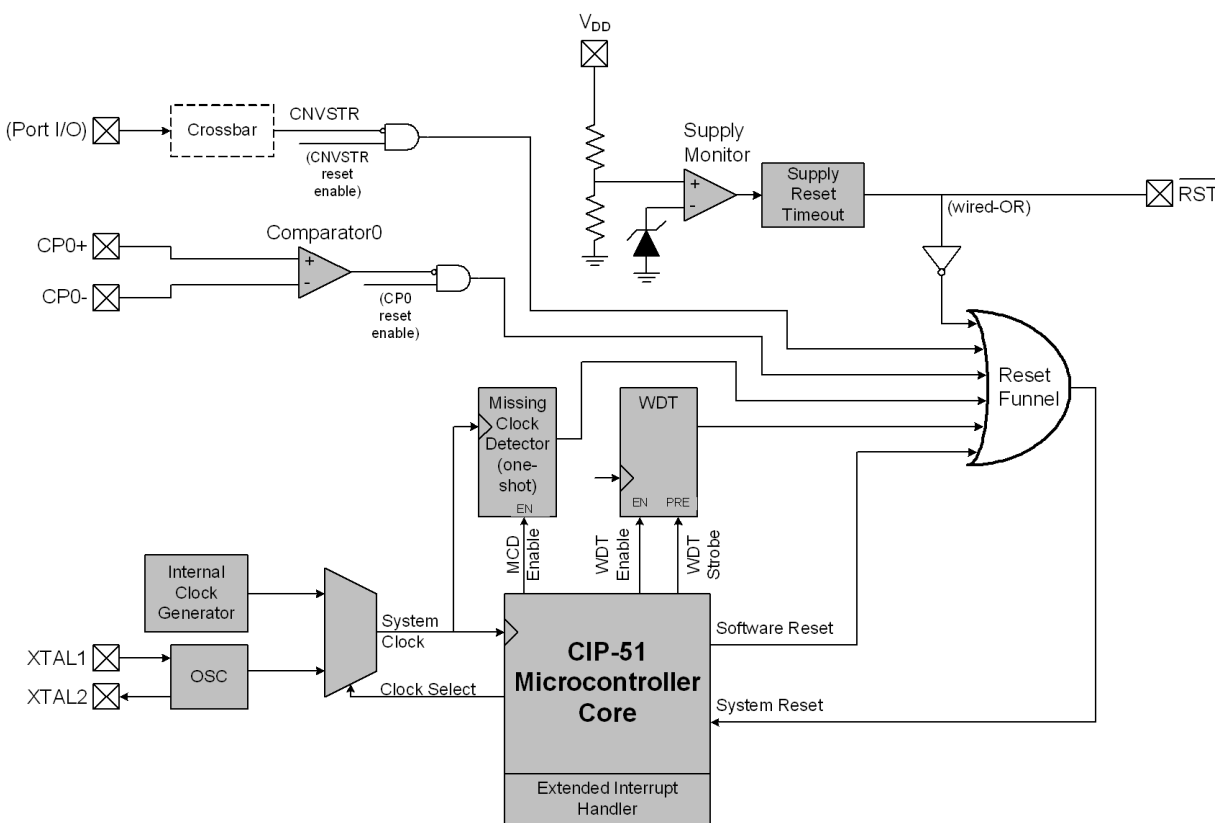 VDD
(Port I/O)
Crossbar
CNVSTR
(CNVSTR
reset
enable)
Supply
Monitor
+
-
Supply
Reset
Timeout
(wired-OR)
RST
CP0+
CP0-
Comparator0
+
-
(CP0
reset
enable)
Reset
Funnel
Missing
Clock
Detector
(one-
shot)
EN
WDT
EN
PRE
MCD
Enable
WDT
Enable
WDT
Strobe
Internal
Clock
Generator
System
Clock
XTAL1
XTAL2
OSC
Clock Select
CIP-51
Microcontroller
Core
Software Reset
System Reset
Extended Interrupt
Handler